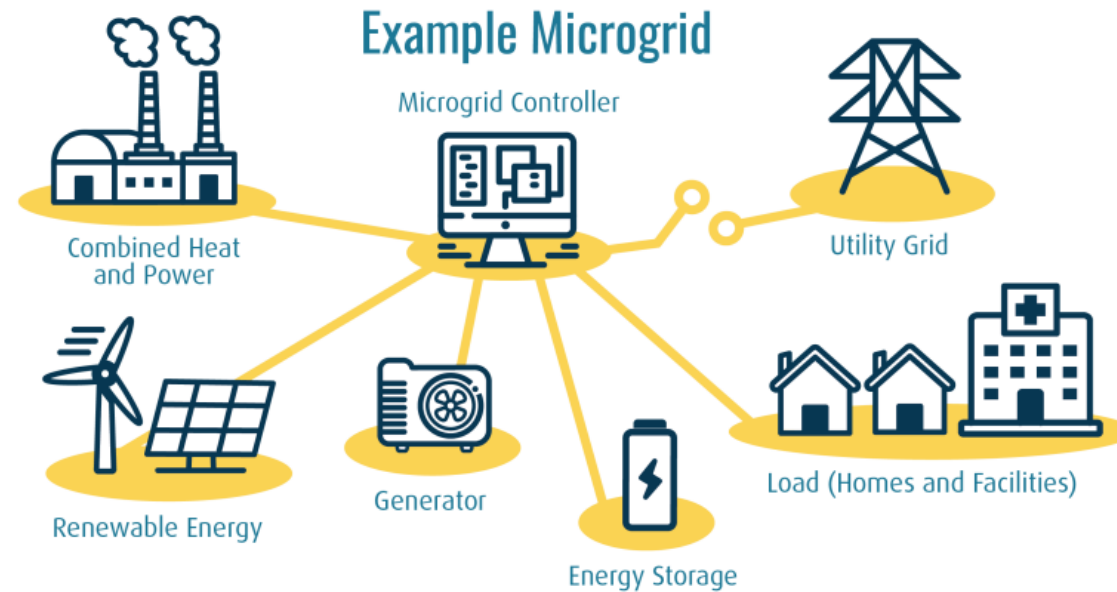 Example Microgrid
Microgrid Controller
Combined Heat
and Power
Utility Grid
Renewable Energy
Generator
Energy Storage
Load (Homes and Facilities)